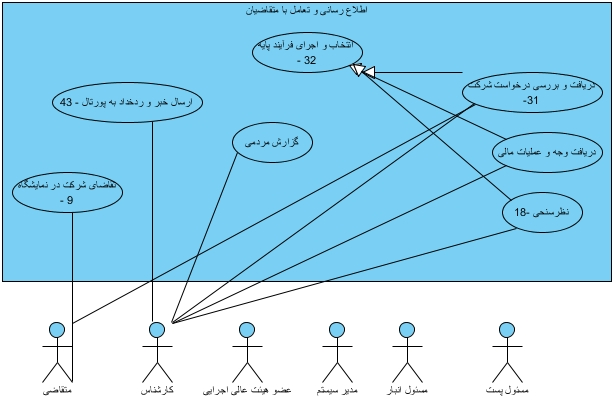 اطلاع رسانی و تعامل با متقاضیان
انتخاب و اجرای فرآیند پایه
- 32
دریافت و بررسی درخواست شرکت
-31
ارسال خبر و رخداد به پورتال - 43
گزارش مردمی
دریافت وجه و عملیات مالی
تقاضای شرکت در نمایشگاه
- 9
نظرسنجی -18
متقاضی
کارشناس
عضو هیئت عالی اجرایی
مدیر سیستم
مسئول انبار
مسئول پست